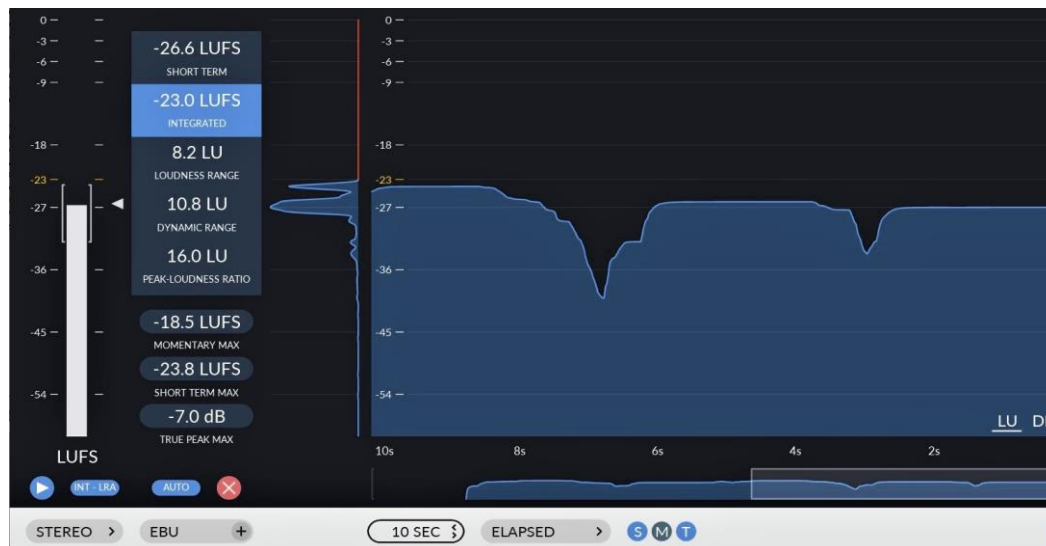 0
-3
-6
-9
-18
-23
-27
-36
-45
-54
LUFS
-26.6 LUFS
SHORT TERM
-23.0 LUFS
INTEGRATED
8.2 LU
LOUDNESS RANGE
10.8 LU
DYNAMIC RANGE
16.0 LU
PEAK-LOUDNESS RATIO
-18.5 LUFS
MOMENTARY MAX
-23.8 LUFS
SHORT TERM MAX
-7.0 dB
TRUE PEAK MAX
0
-3
-6
-9
-18
-23
-27
-36
-45
-54
LU
10s 8s 6s 4s 2s
INT - LRA AUTO
STEREO > EBU + 10 SEC ELAPSED > S M T